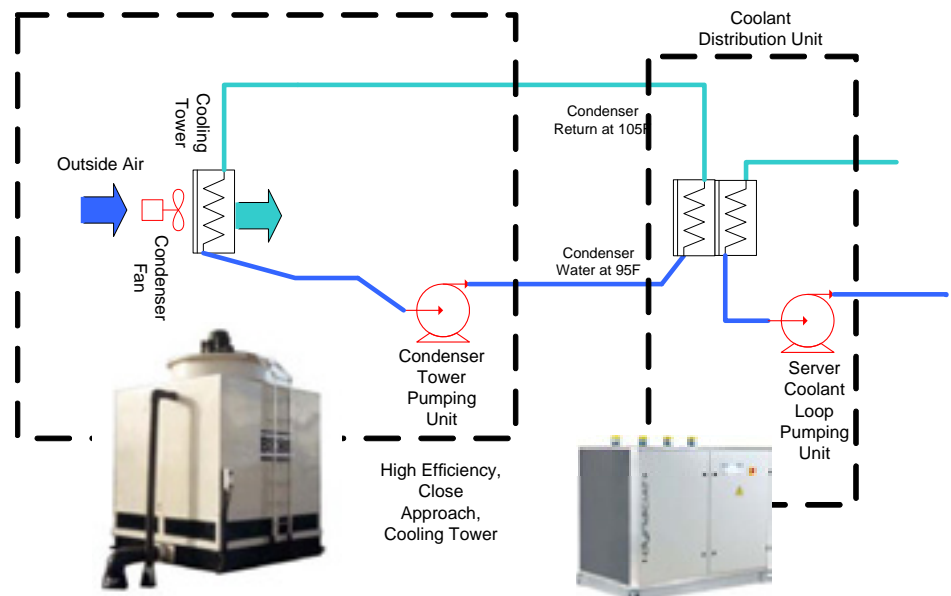 Coolant
Distribution Unit
Cooling
Tower
Condenser
Return at 105F
Outside Air
Condenser
Fan
Condenser
Water at 95F
Condenser
Tower
Pumping
Unit
Server
Coolant
Loop
Pumping
Unit
High Efficiency,
Close
Approach,
Cooling Tower